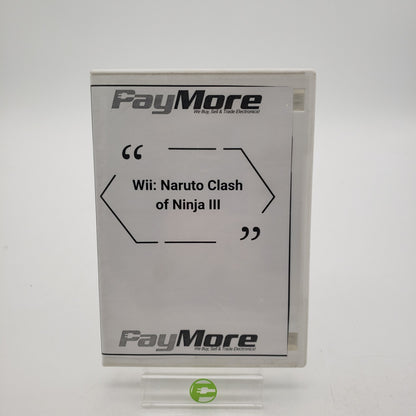 PayMore
We Buy, Sell & Trade Electronics!
“
Wii: Naruto Clash
of Ninja III
”
PayMore
We Buy, Sell & Trade Electronics!